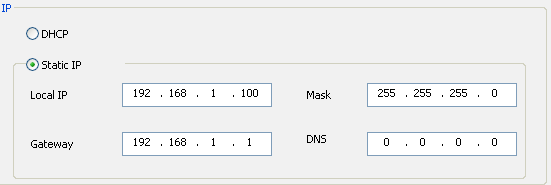 IP
DHCP
Static IP
Local IP 192 . 168 . 1 . 100 Mask 255 . 255 . 255 . 0
Gateway 192 . 168 . 1 . 1 DNS 0 . 0 . 0 . 0